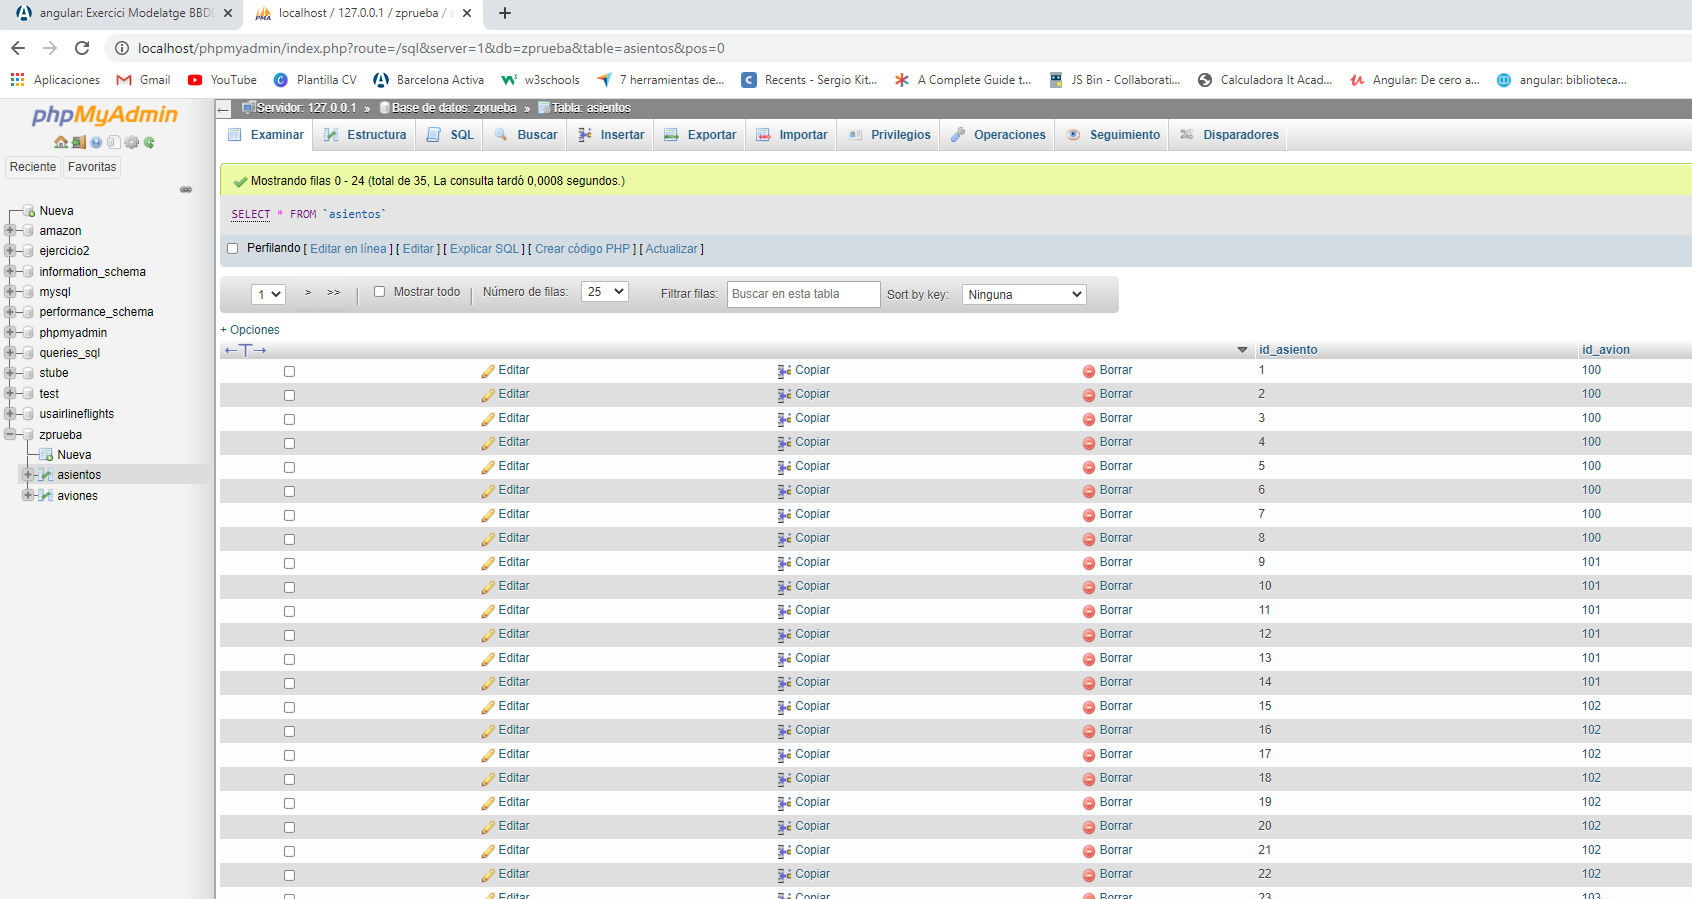 angular: Exercici Modelatge BBD
localhost / 127.0.0.1 / zprueba / a
localhost/phpmyadmin/index.php?route=/sql&server=1&db=zprueba&table=asientos&pos=0
Aplicaciones
Gmail
YouTube
Plantilla CV
Barcelona Activa
w3schools
7 herramientas de...
Recents - Sergio Kit...
A Complete Guide t...
JS Bin - Collaborati...
Calculadora It Acad...
Angular: De cero a...
angular: biblioteca...
phpMyAdmin
Reciente
Favoritas
Nueva
amazon
ejercicio2
information_schema
mysql
performance_schema
phpmyadmin
queries_sql
stube
test
usairlineflights
zprueba
Nueva
asientos
aviones
Servidor: 127.0.0.1 » Base de datos: zprueba » Tabla: asientos
Examinar
Estructura
SQL
Buscar
Insertar
Exportar
Importar
Privilegios
Operaciones
Seguimiento
Disparadores
Mostrando filas 0 - 24 (total de 35, La consulta tardó 0,0008 segundos.)
SELECT * FROM `asientos`
Perfilando [ Editar en línea ] [ Editar ] [ Explicar SQL ] [ Crear código PHP ] [ Actualizar ]
1 > >> | Mostrar todo | Número de filas: 25 Filtrar filas: Buscar en esta tabla Sort by key: Ninguna
+ Opciones
←T→ id_asiento id_avion
Editar Copiar Borrar 1 100
Editar Copiar Borrar 2 100
Editar Copiar Borrar 3 100
Editar Copiar Borrar 4 100
Editar Copiar Borrar 5 100
Editar Copiar Borrar 6 100
Editar Copiar Borrar 7 100
Editar Copiar Borrar 8 100
Editar Copiar Borrar 9 101
Editar Copiar Borrar 10 101
Editar Copiar Borrar 11 101
Editar Copiar Borrar 12 101
Editar Copiar Borrar 13 101
Editar Copiar Borrar 14 101
Editar Copiar Borrar 15 102
Editar Copiar Borrar 16 102
Editar Copiar Borrar 17 102
Editar Copiar Borrar 18 102
Editar Copiar Borrar 19 102
Editar Copiar Borrar 20 102
Editar Copiar Borrar 21 102
Editar Copiar Borrar 22 102
Editar Copiar Borrar 23 103